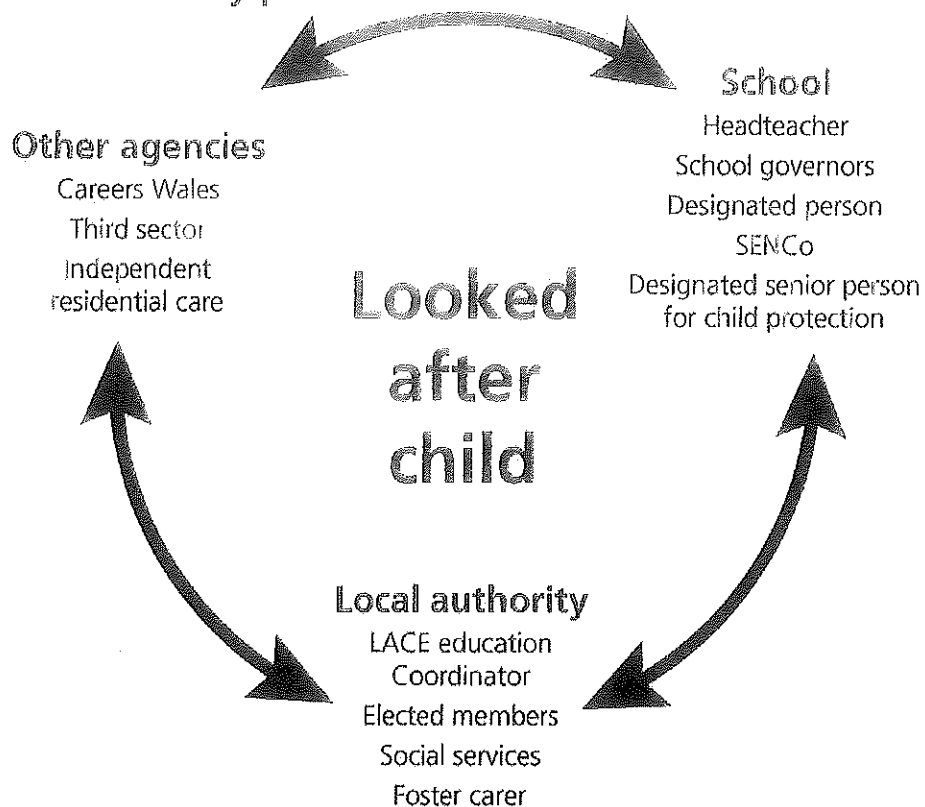 School
Headteacher
School governors
Designated person
SENCo
Designated senior person
for child protection
Other agencies
Careers Wales
Third sector
Independent
residential care
Looked
after
child
Local authority
LACE education
Coordinator
Elected members
Social services
Foster carer